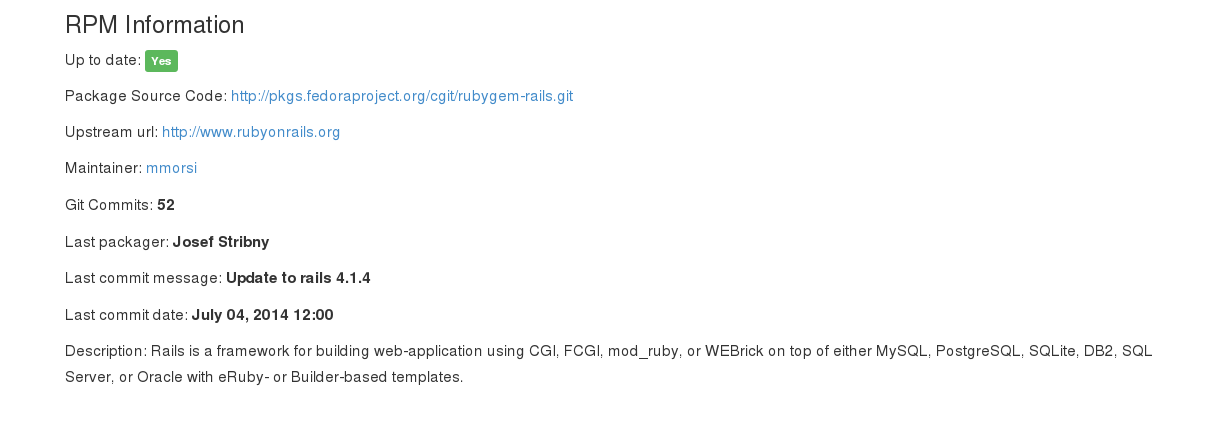 RPM Information
Up to date: Yes
Package Source Code: http://pkgs.fedoraproject.org/cgit/rubygem-rails.git
Upstream url: http://www.rubyonrails.org
Maintainer: mmorsi
Git Commits: 52
Last packager: Josef Stribny
Last commit message: Update to rails 4.1.4
Last commit date: July 04, 2014 12:00
Description: Rails is a framework for building web-application using CGI, FCGI, mod_ruby, or WEBrick on top of either MySQL, PostgreSQL, SQLite, DB2, SQL
Server, or Oracle with eRuby- or Builder-based templates.